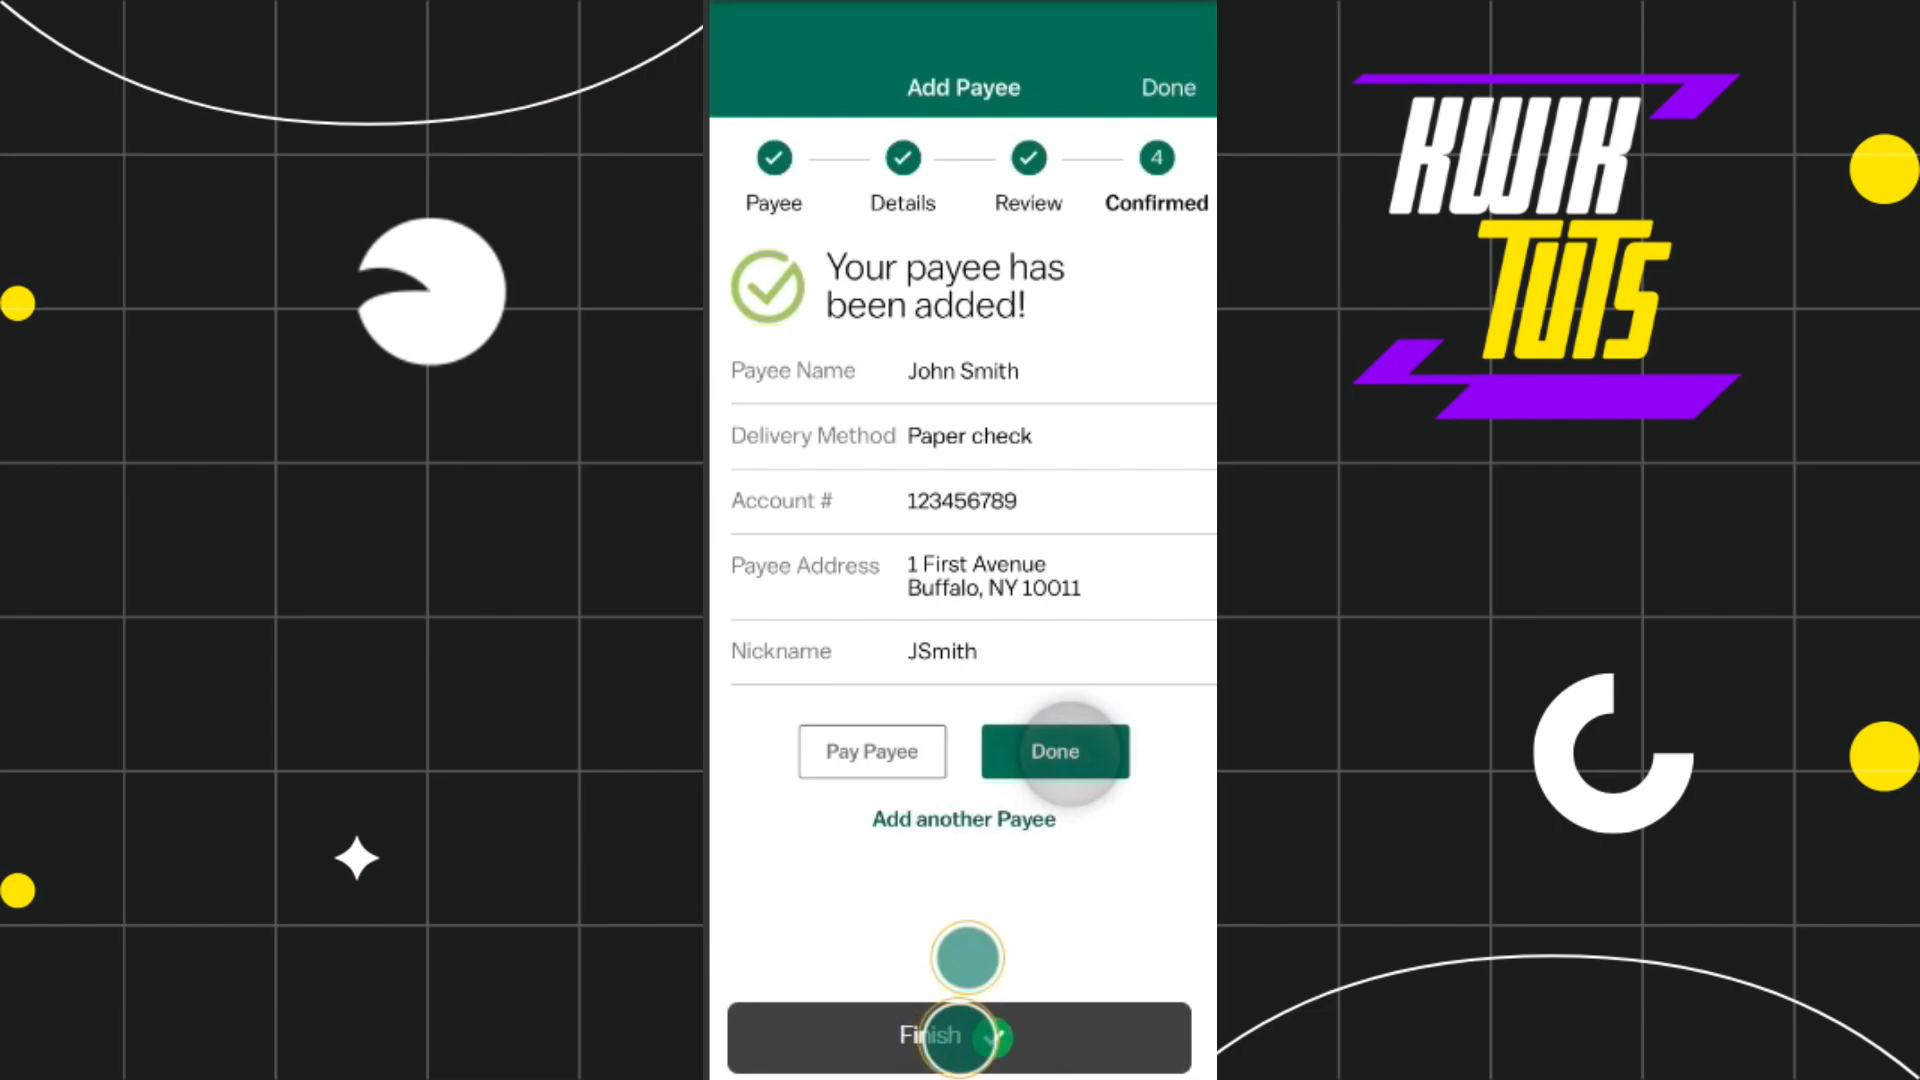 Add Payee Done
4
Payee Details Review Confirmed
Your payee has
been added!
Payee Name John Smith
Delivery Method Paper check
Account # 123456789
Payee Address 1 First Avenue
Buffalo, NY 10011
Nickname JSmith
Pay Payee Done
Add another Payee
Finish
KWIK
TUTS